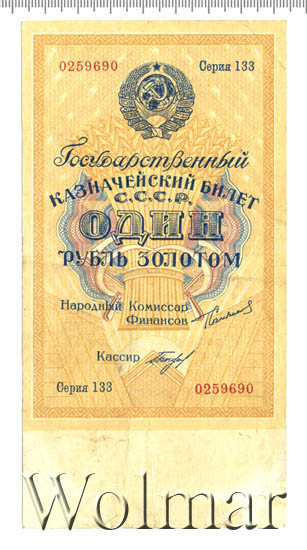 0259690 Серия 133
Государственный
КАЗНАЧЕЙСКИЙ БИЛЕТ
С.С.С.Р.
ОДИН
РУБЛЬ ЗОЛОТОМ
Народный Комиссар
Финансов
Кассир
Серия 133 0259690
Wolmar